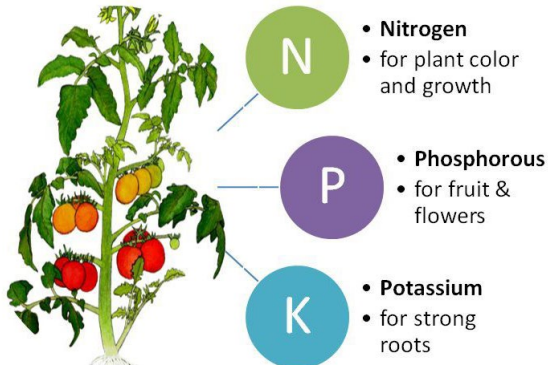 N
• Nitrogen
• for plant color
and growth
P
• Phosphorous
• for fruit &
flowers
K
• Potassium
• for strong
roots